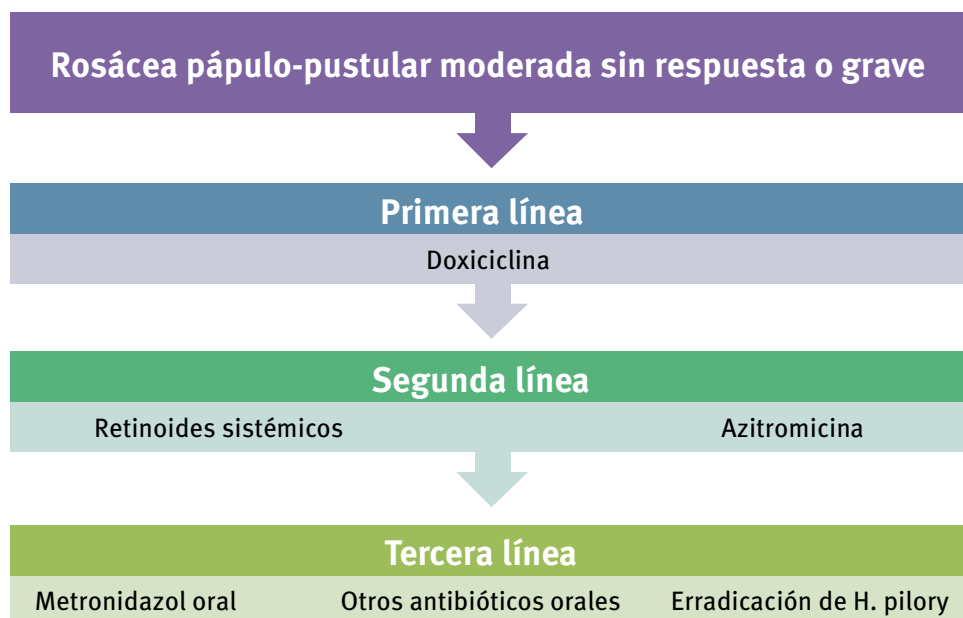 Rosácea pápulo-pustular moderada sin respuesta o grave
Primera línea
Doxiciclina
Segunda línea
Retinoides sistémicos Azitromicina
Tercera línea
Metronidazol oral Otros antibióticos orales Erradicación de H. pilory